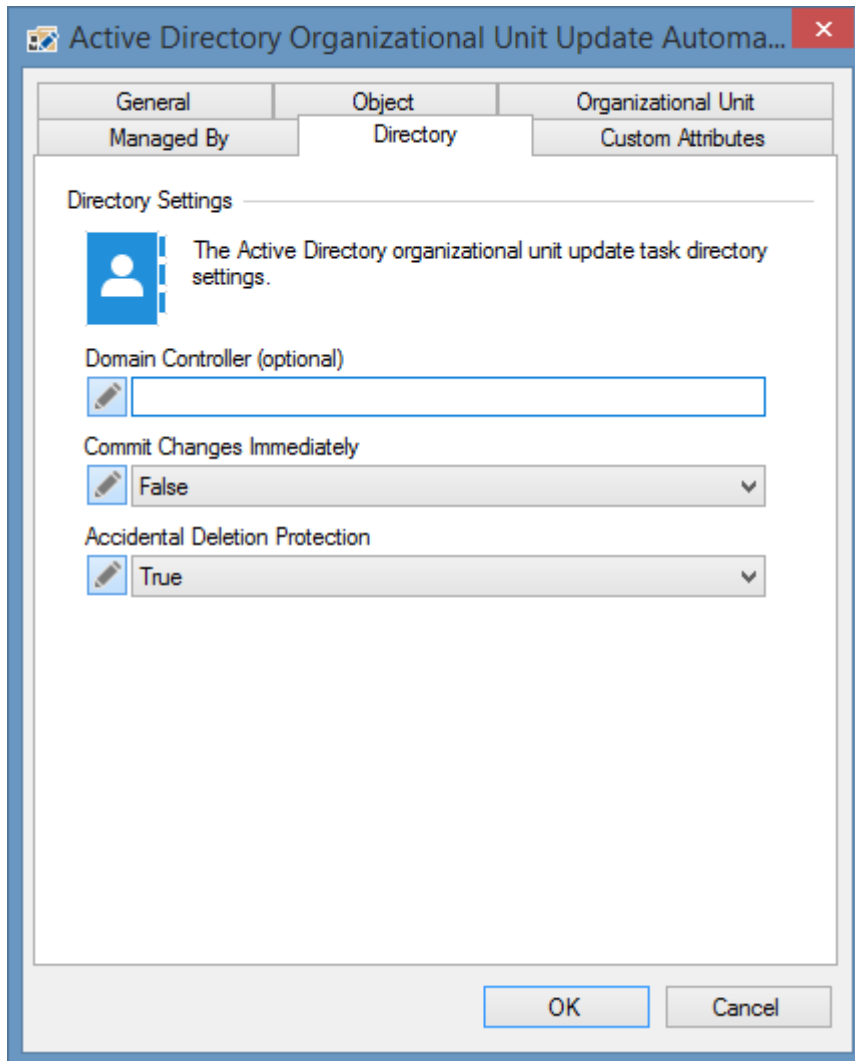 Active Directory Organizational Unit Update Automa...
General Object Organizational Unit
Managed By Directory Custom Attributes
Directory Settings
The Active Directory organizational unit update task directory
settings.
Domain Controller (optional)
Commit Changes Immediately
False
Accidental Deletion Protection
True
OK Cancel